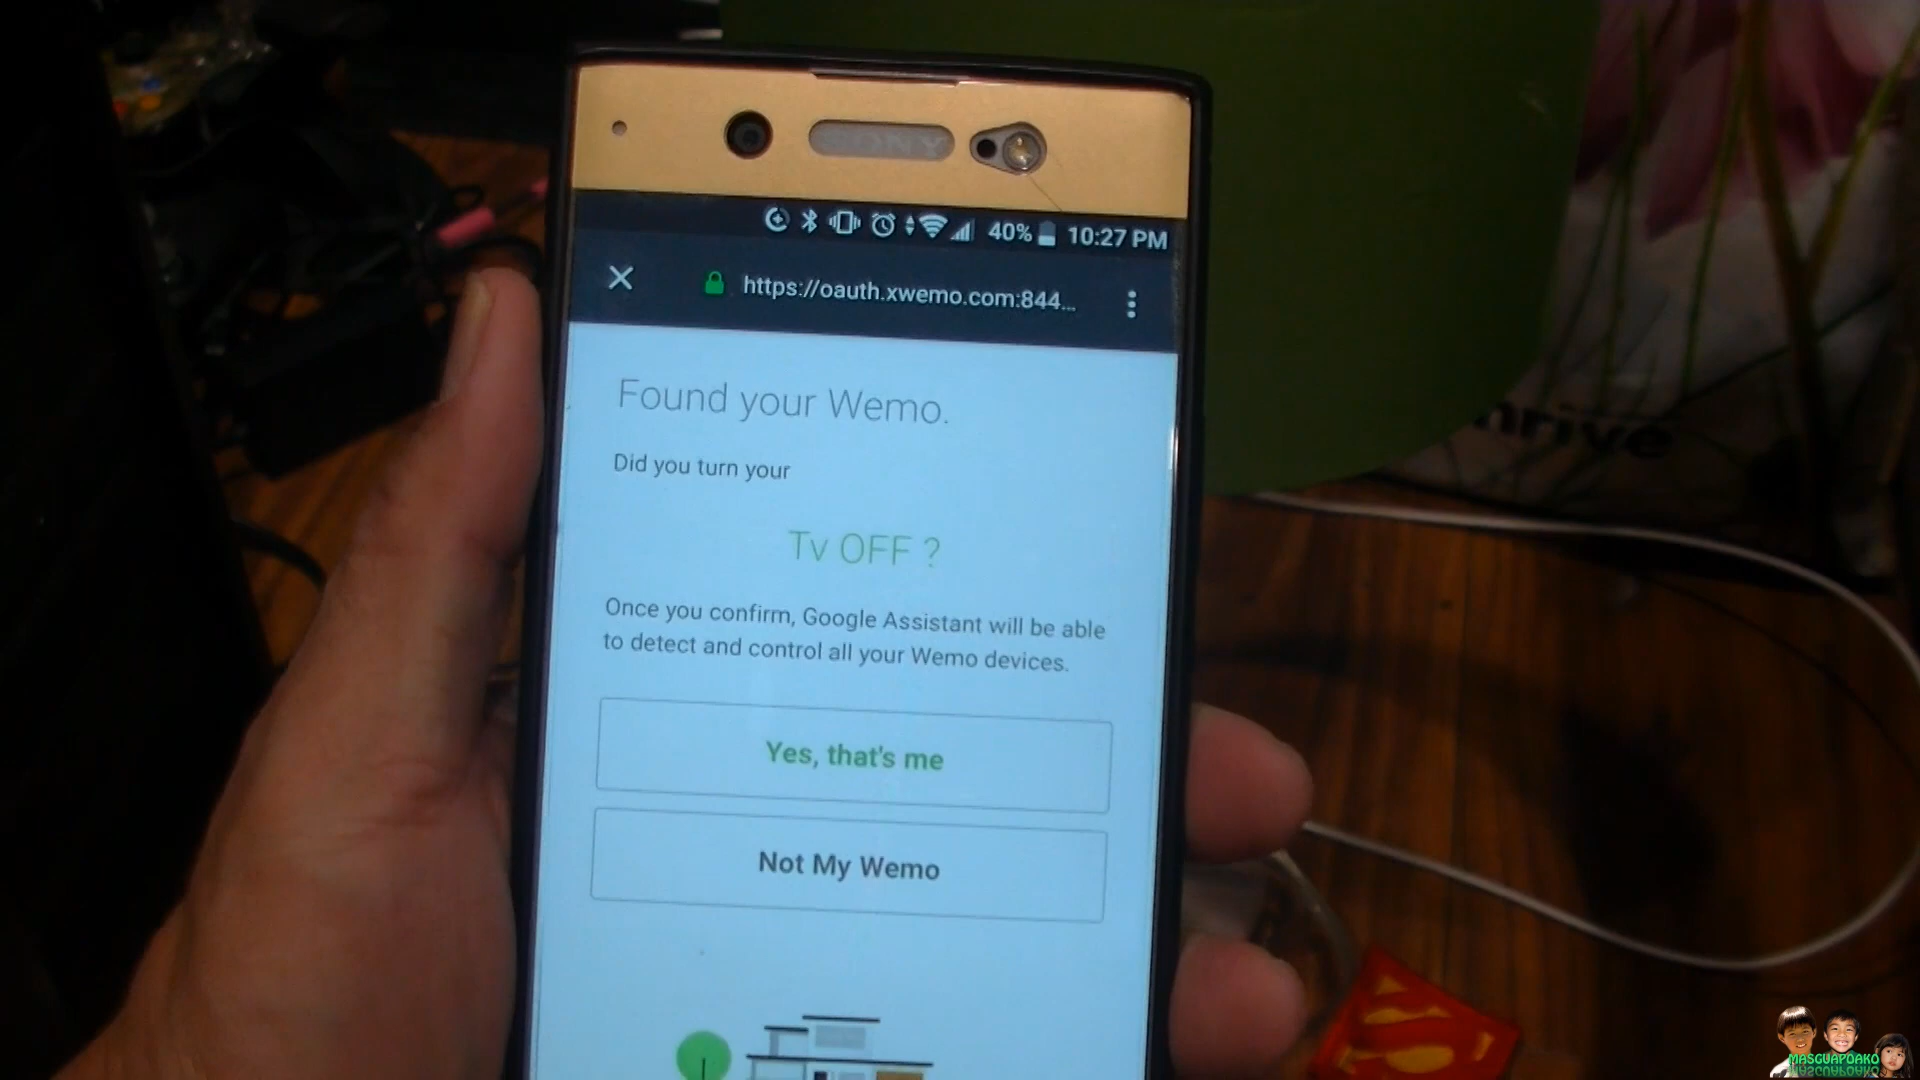 SONY
40% 10:27 PM
https://oauth.xwemo.com:844...
Found your Wemo.
Did you turn your
Tv OFF ?
Once you confirm, Google Assistant will be able
to detect and control all your Wemo devices.
Yes, that's me
Not My Wemo
hrive
MASGUAPOAKO